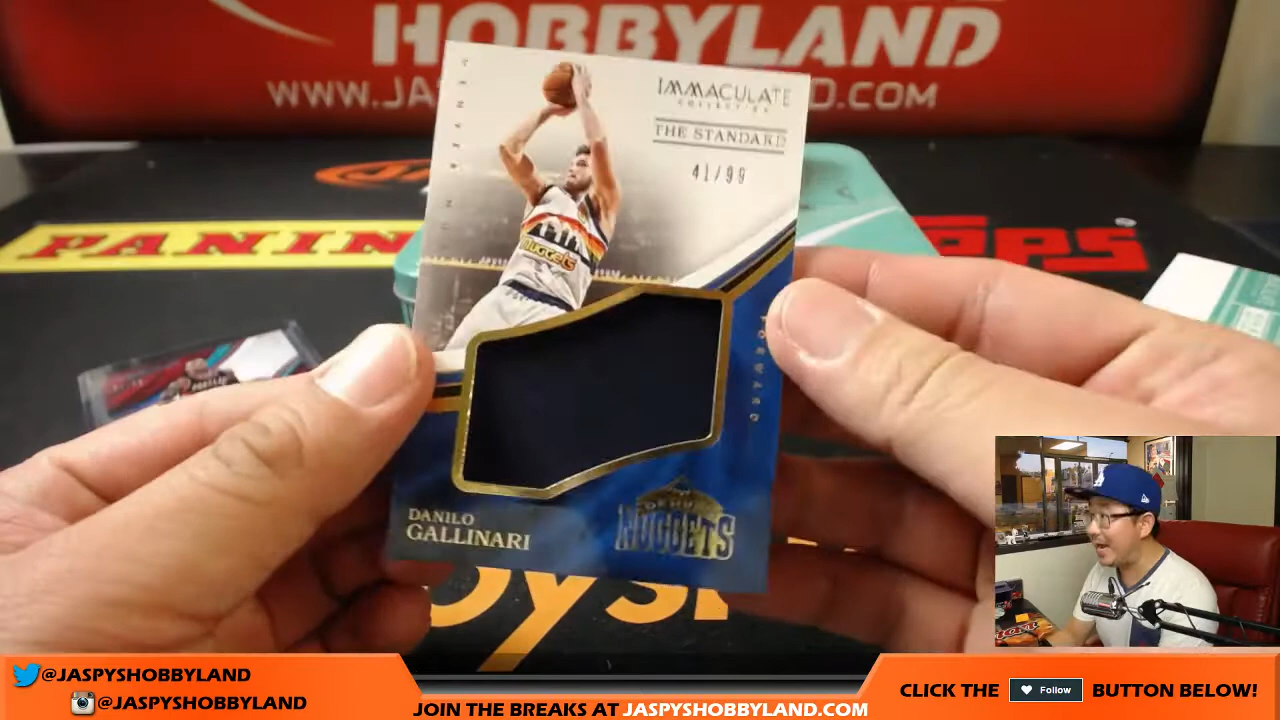 HOBBYLAND
WWW.JA
D.COM
IMMACULATE
COLLECTION
THE STANDARD
41/99
PANIN
nuggets
FORWARD
DANILO
GALLINARI
NUGGETS
@JASPYSHOBBYLAND
@JASPYSHOBBYLAND
JOIN THE BREAKS AT JASPYSHOBBYLAND.COM
CLICK THE Follow BUTTON BELOW!